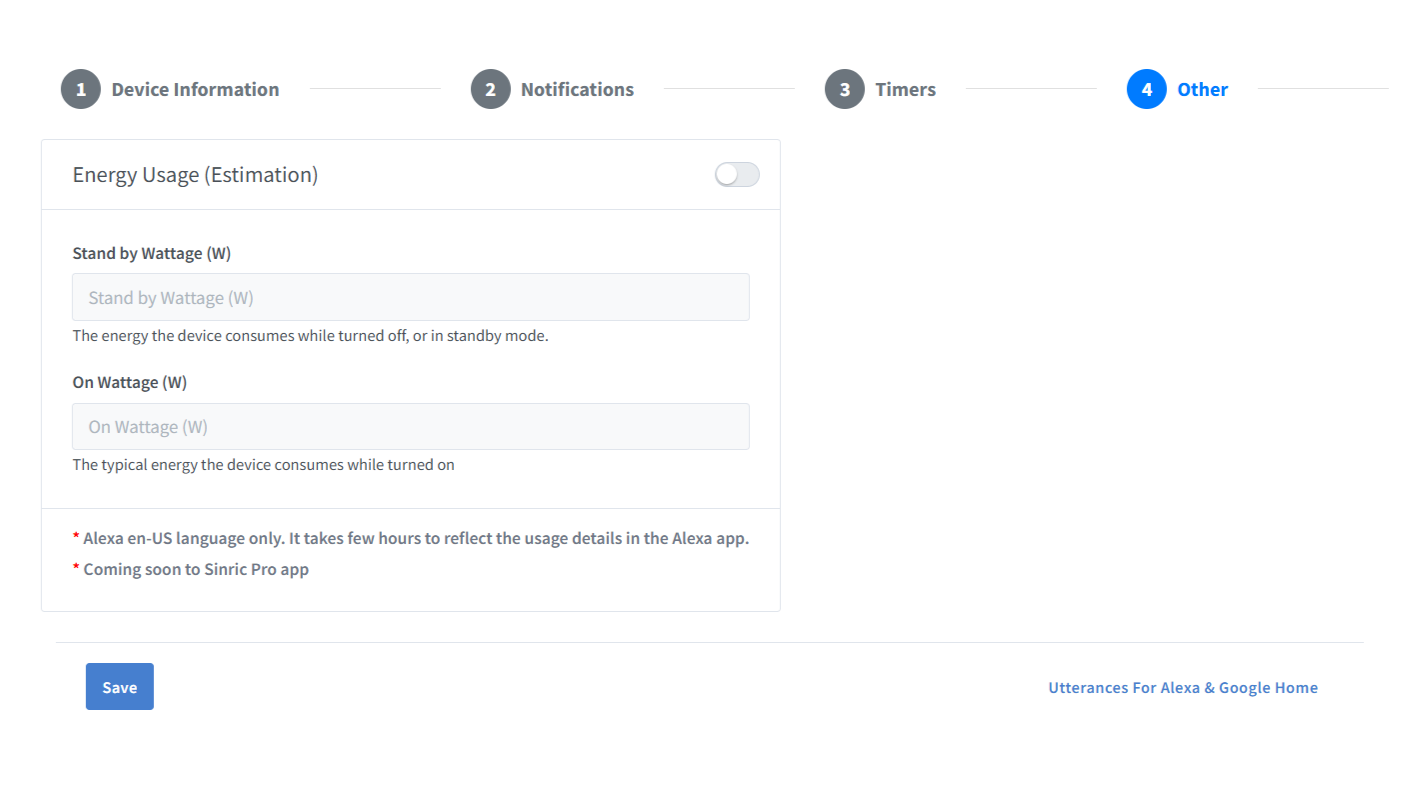 1 Device Information 2 Notifications 3 Timers 4 Other
Energy Usage (Estimation)
Stand by Wattage (W)
Stand by Wattage (W)
The energy the device consumes while turned off, or in standby mode.
On Wattage (W)
On Wattage (W)
The typical energy the device consumes while turned on
* Alexa en-US language only. It takes few hours to reflect the usage details in the Alexa app.
* Coming soon to Sinric Pro app
Save Utterances For Alexa & Google Home